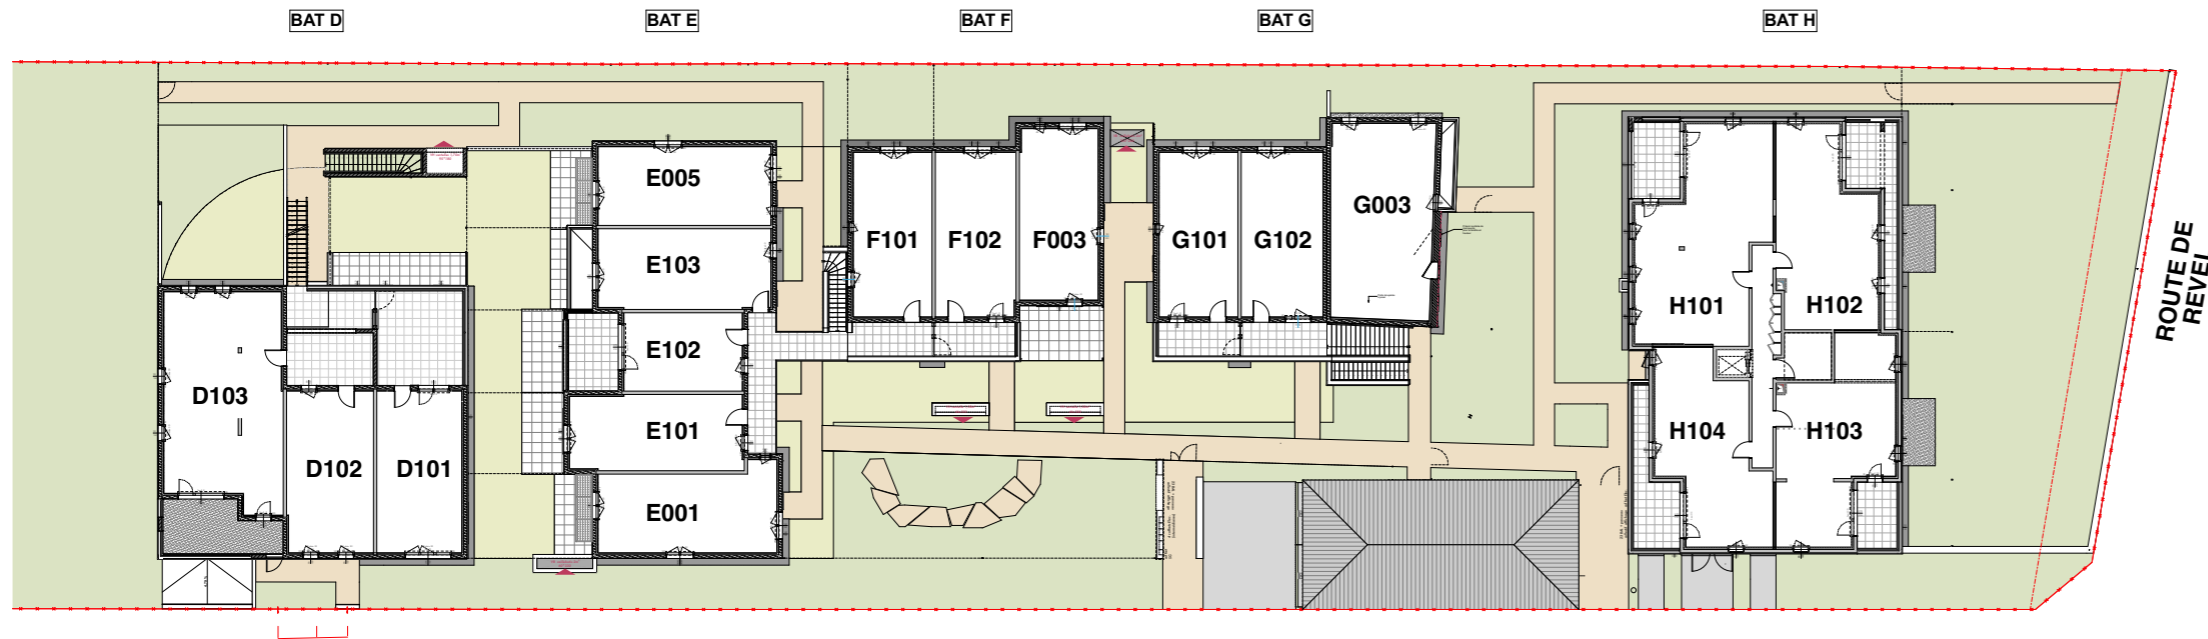 BAT D
BAT E
BAT F
BAT G
BAT H
E005
E103
E102
E101
E001
D103
D102
D101
F101
F102
F003
G101
G102
G003
H101
H102
H104
H103
ROUTE DE
REVEL